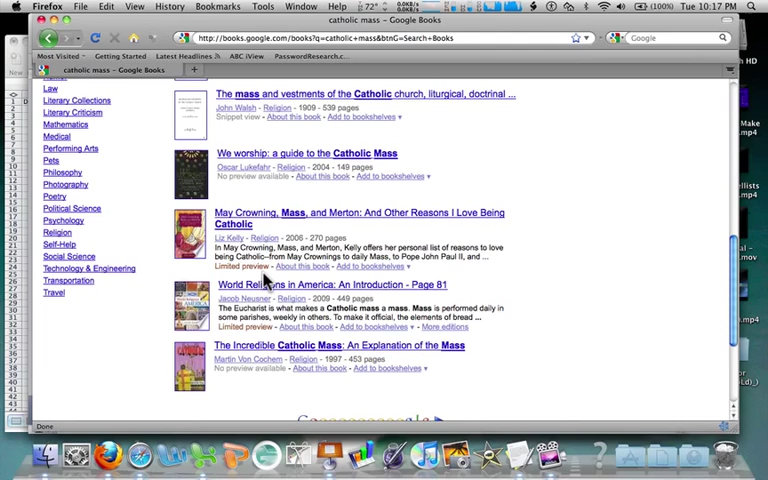 Firefox File Edit View History Bookmarks Tools Window Help 72° (100%) Tue 10:17 PM
catholic mass - Google Books
http://books.google.com/books?q=catholic+mass&btnG=Search+Books
Google
Most Visited Getting Started Latest Headlines ABC iView PasswordResearch.c...
catholic mass - Google Books
Law
Literary Collections
Literary Criticism
Mathematics
Medical
Performing Arts
Pets
Philosophy
Photography
Poetry
Political Science
Psychology
Religion
Self-Help
Social Science
Technology & Engineering
Transportation
Travel
The mass and vestments of the Catholic church, liturgical, doctrinal ...
John Walsh - Religion - 1909 - 539 pages
Snippet view - About this book - Add to bookshelves
We worship: a guide to the Catholic Mass
Oscar Lukefahr - Religion - 2004 - 149 pages
No preview available - About this book - Add to bookshelves
May Crowning, Mass, and Merton: And Other Reasons I Love Being
Catholic
Liz Kelly - Religion - 2006 - 270 pages
In May Crowning, Mass, and Merton, Kelly offers her personal list of reasons to love
being Catholic--from May Crownings to daily Mass, to Pope John Paul II, and ...
Limited preview - About this book - Add to bookshelves
World Religions in America: An Introduction - Page 81
Jacob Neusner - Religion - 2009 - 449 pages
The Eucharist is what makes a Catholic mass a mass. Mass is performed daily in
some parishes, weekly in others. To make it official, the elements of bread ...
Limited preview - About this book - Add to bookshelves - More editions
The Incredible Catholic Mass: An Explanation of the Mass
Martin Von Cochem - Religion - 1997 - 453 pages
No preview available - About this book - Add to bookshelves
Done